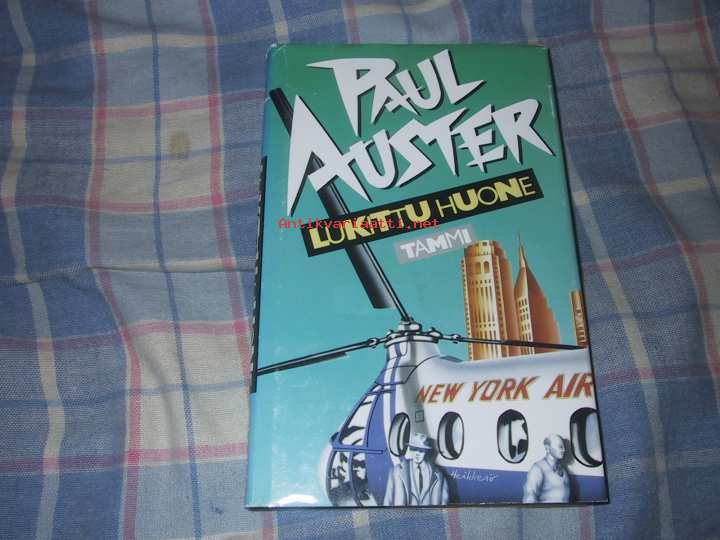 PAUL
AUSTER
LUKITTU HUONE
Antikvariaatti.net
TAMMI
NEW YORK AIR